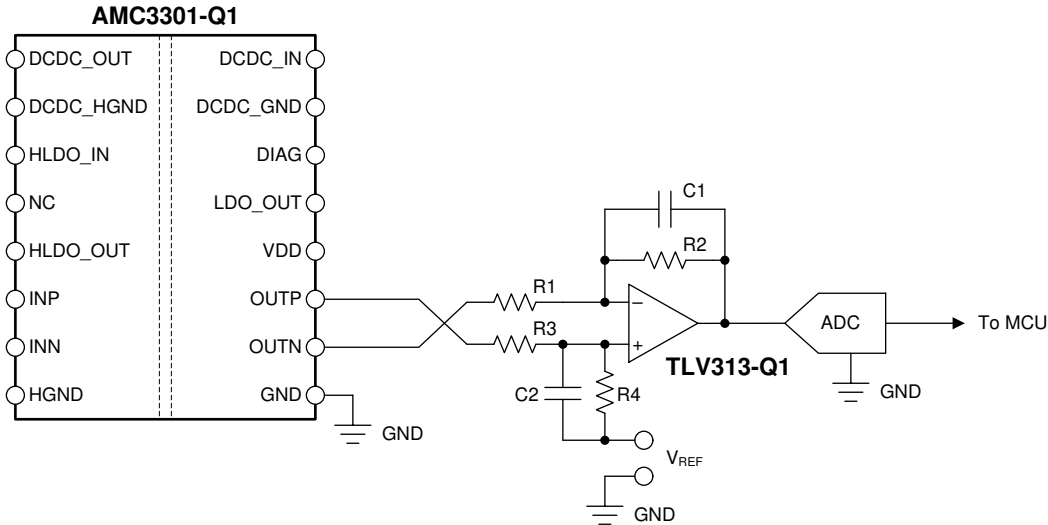 AMC3301-Q1
DCDC_OUT
DCDC_IN
DCDC_HGND
DCDC_GND
HLDO_IN
DIAG
NC
LDO_OUT
HLDO_OUT
VDD
INP
OUTP
INN
OUTN
HGND
GND
GND
C1
R2
R1
R3
−
+
TLV313-Q1
C2
R4
VREF
GND
ADC
To MCU
GND